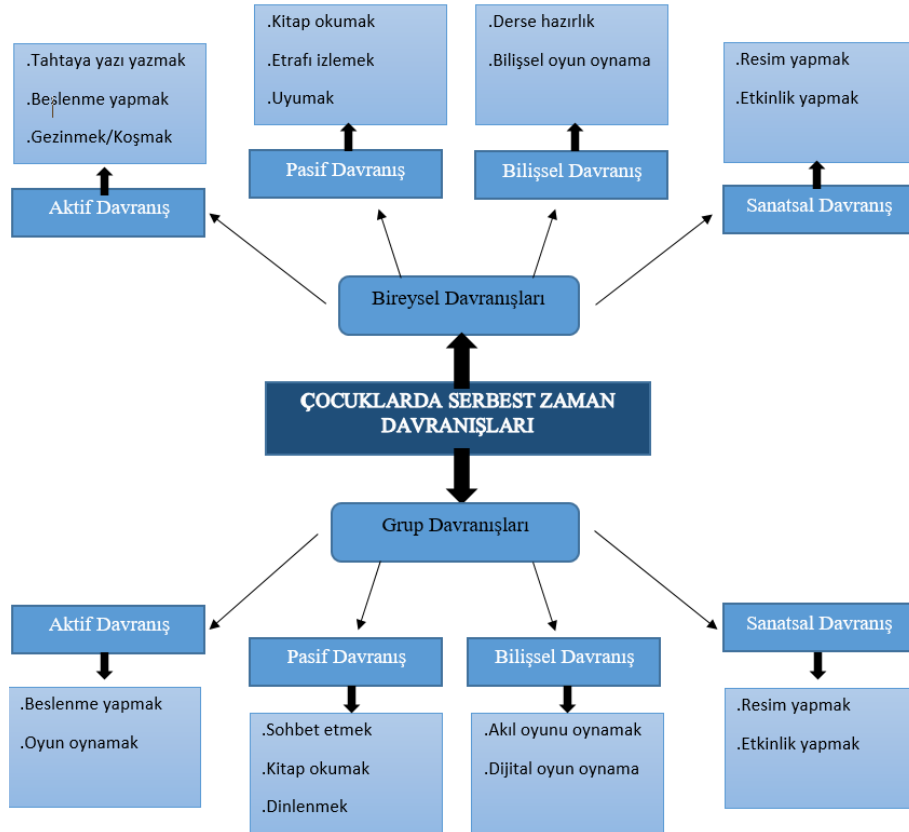 .Tahtaya yazı yazmak
.Beslenme yapmak
.Gezinmek/Koşmak
Aktif Davranış
.Kitap okumak
.Etrafı izlemek
.Uyumak
Pasif Davranış
.Derse hazırlık
.Bilişsel oyun oynama
Bilişsel Davranış
.Resim yapmak
.Etkinlik yapmak
Sanatsal Davranış
Bireysel Davranışları
ÇOCUKLARDA SERBEST ZAMAN
DAVRANIŞLARI
Grup Davranışları
Aktif Davranış
.Beslenme yapmak
.Oyun oynamak
Pasif Davranış
.Sohbet etmek
.Kitap okumak
.Dinlenmek
Bilişsel Davranış
.Akıl oyunu oynamak
.Dijital oyun oynama
Sanatsal Davranış
.Resim yapmak
.Etkinlik yapmak